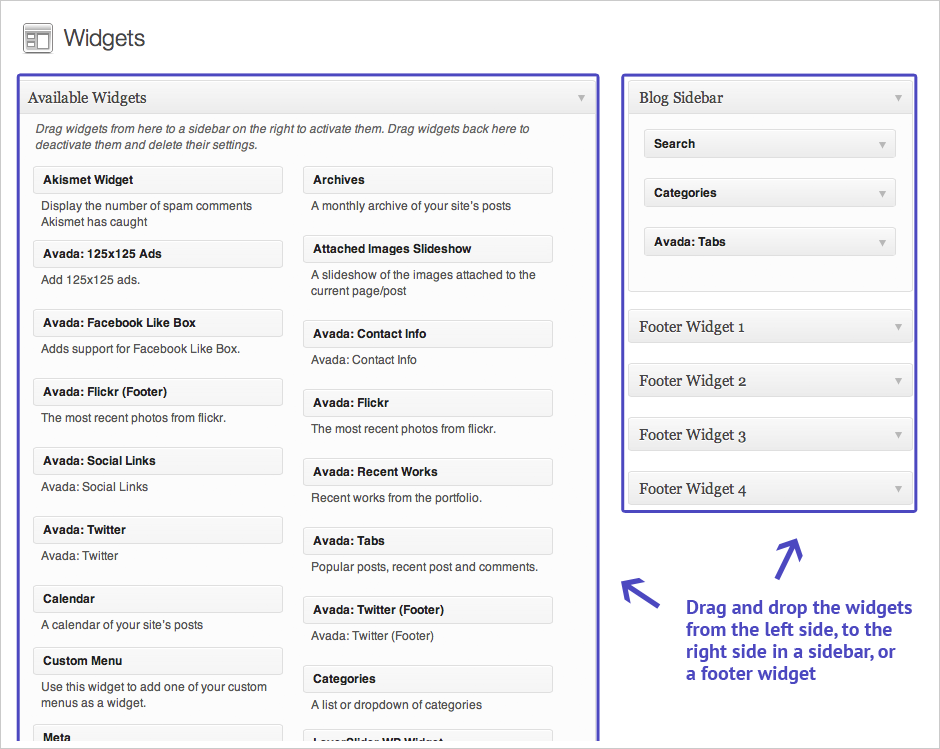 Widgets
Available Widgets
Drag widgets from here to a sidebar on the right to activate them. Drag widgets back here to
deactivate them and delete their settings.
Akismet Widget
Display the number of spam comments
Akismet has caught
Avada: 125x125 Ads
Add 125x125 ads.
Avada: Facebook Like Box
Adds support for Facebook Like Box.
Avada: Flickr (Footer)
The most recent photos from flickr.
Avada: Social Links
Avada: Social Links
Avada: Twitter
Avada: Twitter
Calendar
A calendar of your site's posts
Custom Menu
Use this widget to add one of your custom
menus as a widget.
Meta
Archives
A monthly archive of your site's posts
Attached Images Slideshow
A slideshow of the images attached to the
current page/post
Avada: Contact Info
Avada: Contact Info
Avada: Flickr
The most recent photos from flickr.
Avada: Recent Works
Recent works from the portfolio.
Avada: Tabs
Popular posts, recent post and comments.
Avada: Twitter (Footer)
Avada: Twitter (Footer)
Categories
A list or dropdown of categories
LayerSlider WP Widget
Blog Sidebar
Search
Categories
Avada: Tabs
Footer Widget 1
Footer Widget 2
Footer Widget 3
Footer Widget 4
Drag and drop the widgets
from the left side, to the
right side in a sidebar, or
a footer widget